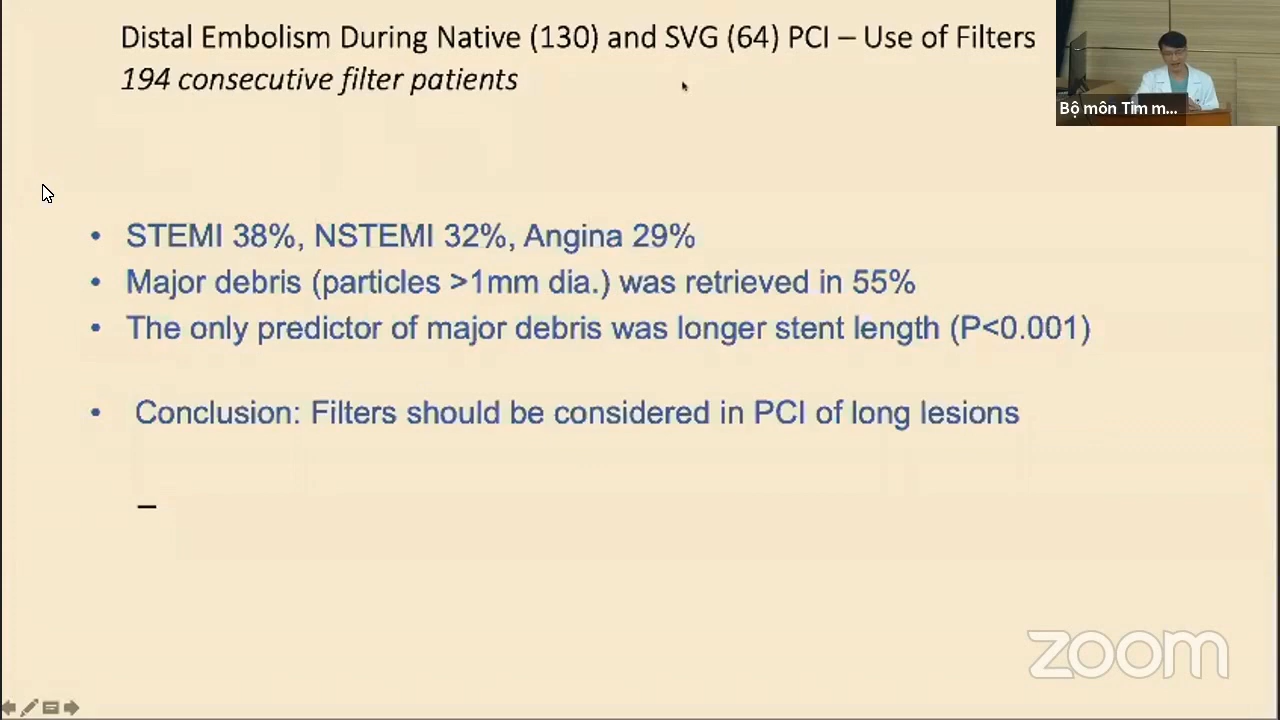 Distal Embolism During Native (130) and SVG (64) PCI – Use of Filters
194 consecutive filter patients
Bộ môn Tim m...
• STEMI 38%, NSTEMI 32%, Angina 29%
• Major debris (particles >1mm dia.) was retrieved in 55%
• The only predictor of major debris was longer stent length (P<0.001)
• Conclusion: Filters should be considered in PCI of long lesions
–
zoom